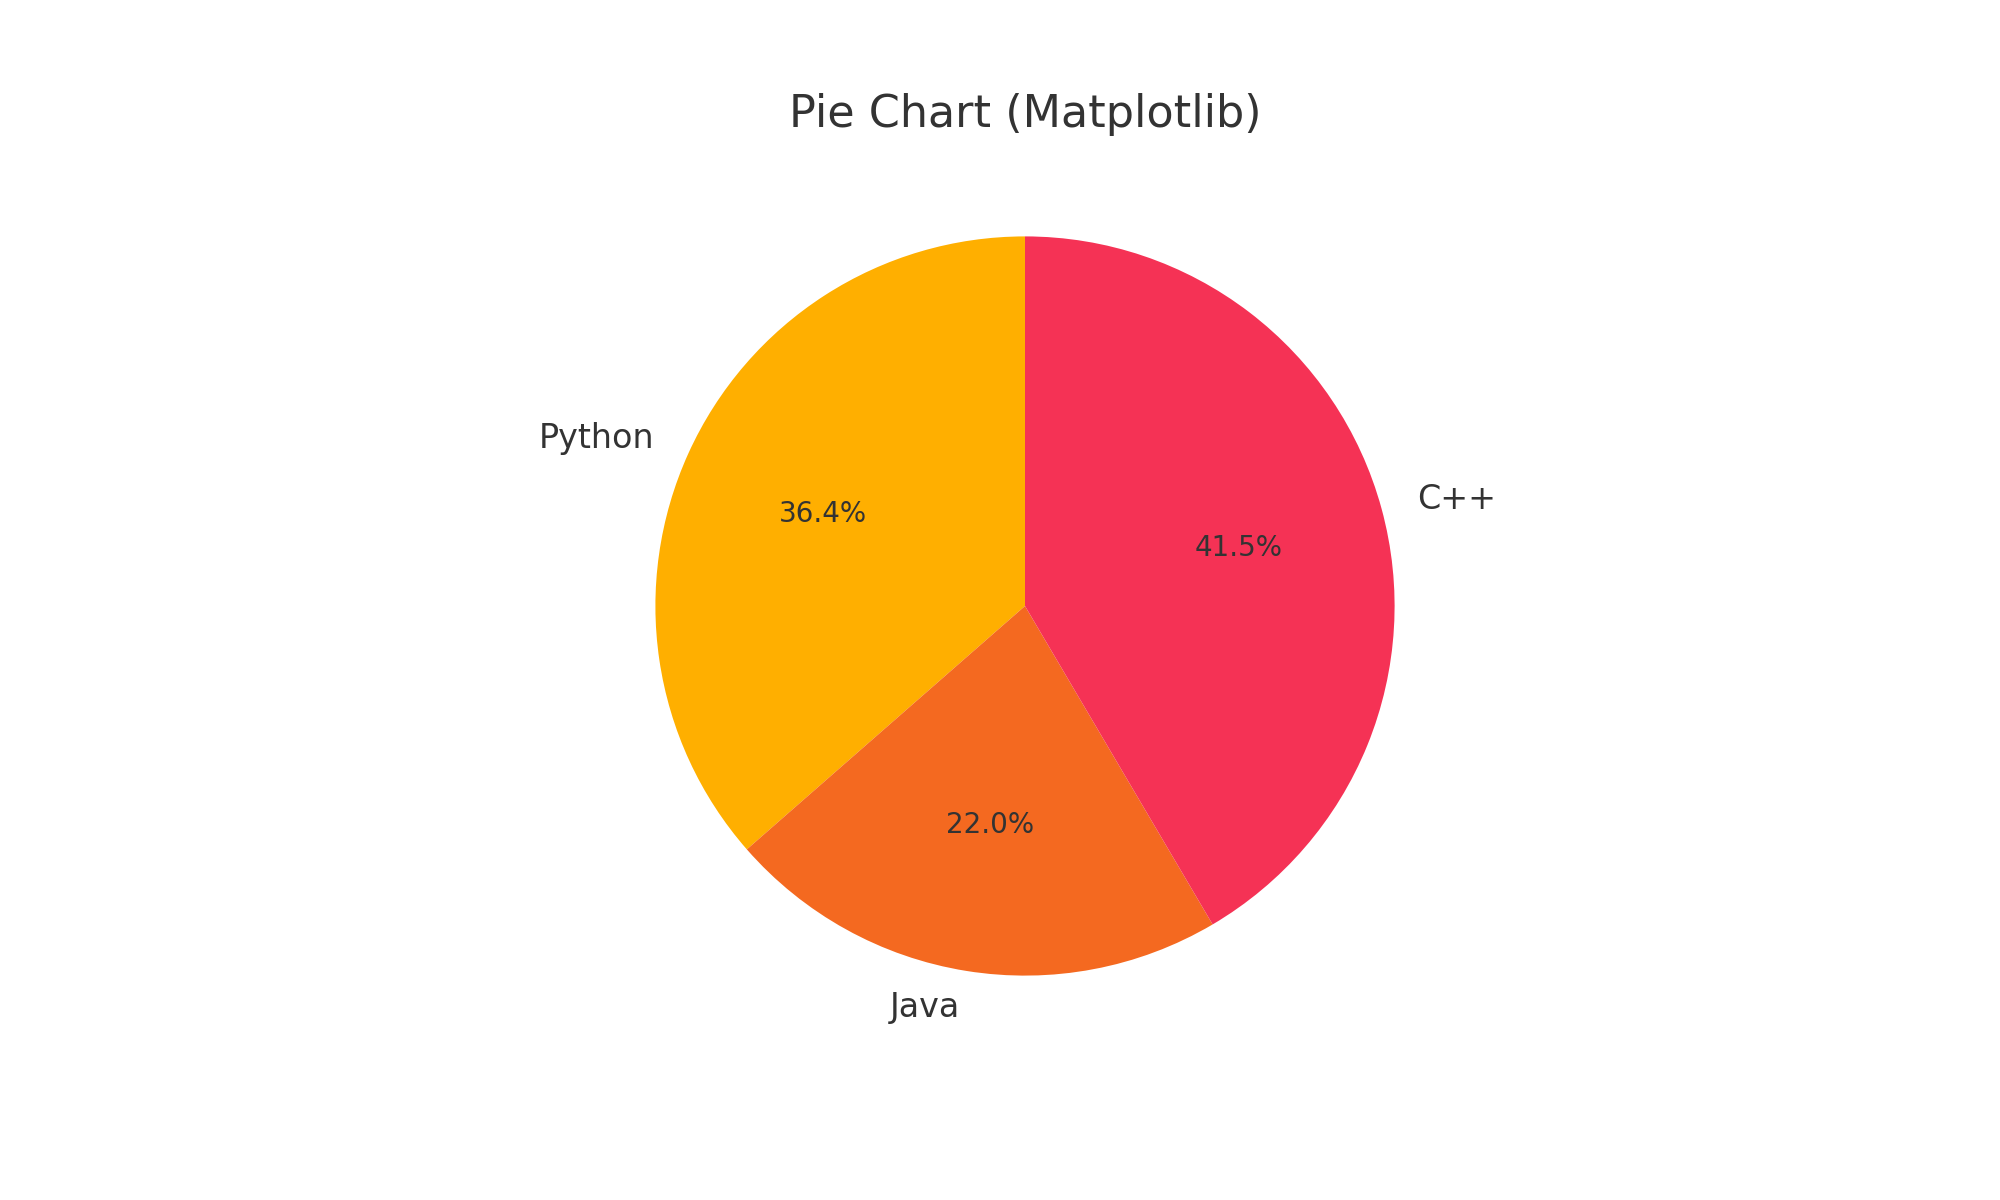 Pie Chart (Matplotlib)
Python
36.4%
C++
41.5%
22.0%
Java